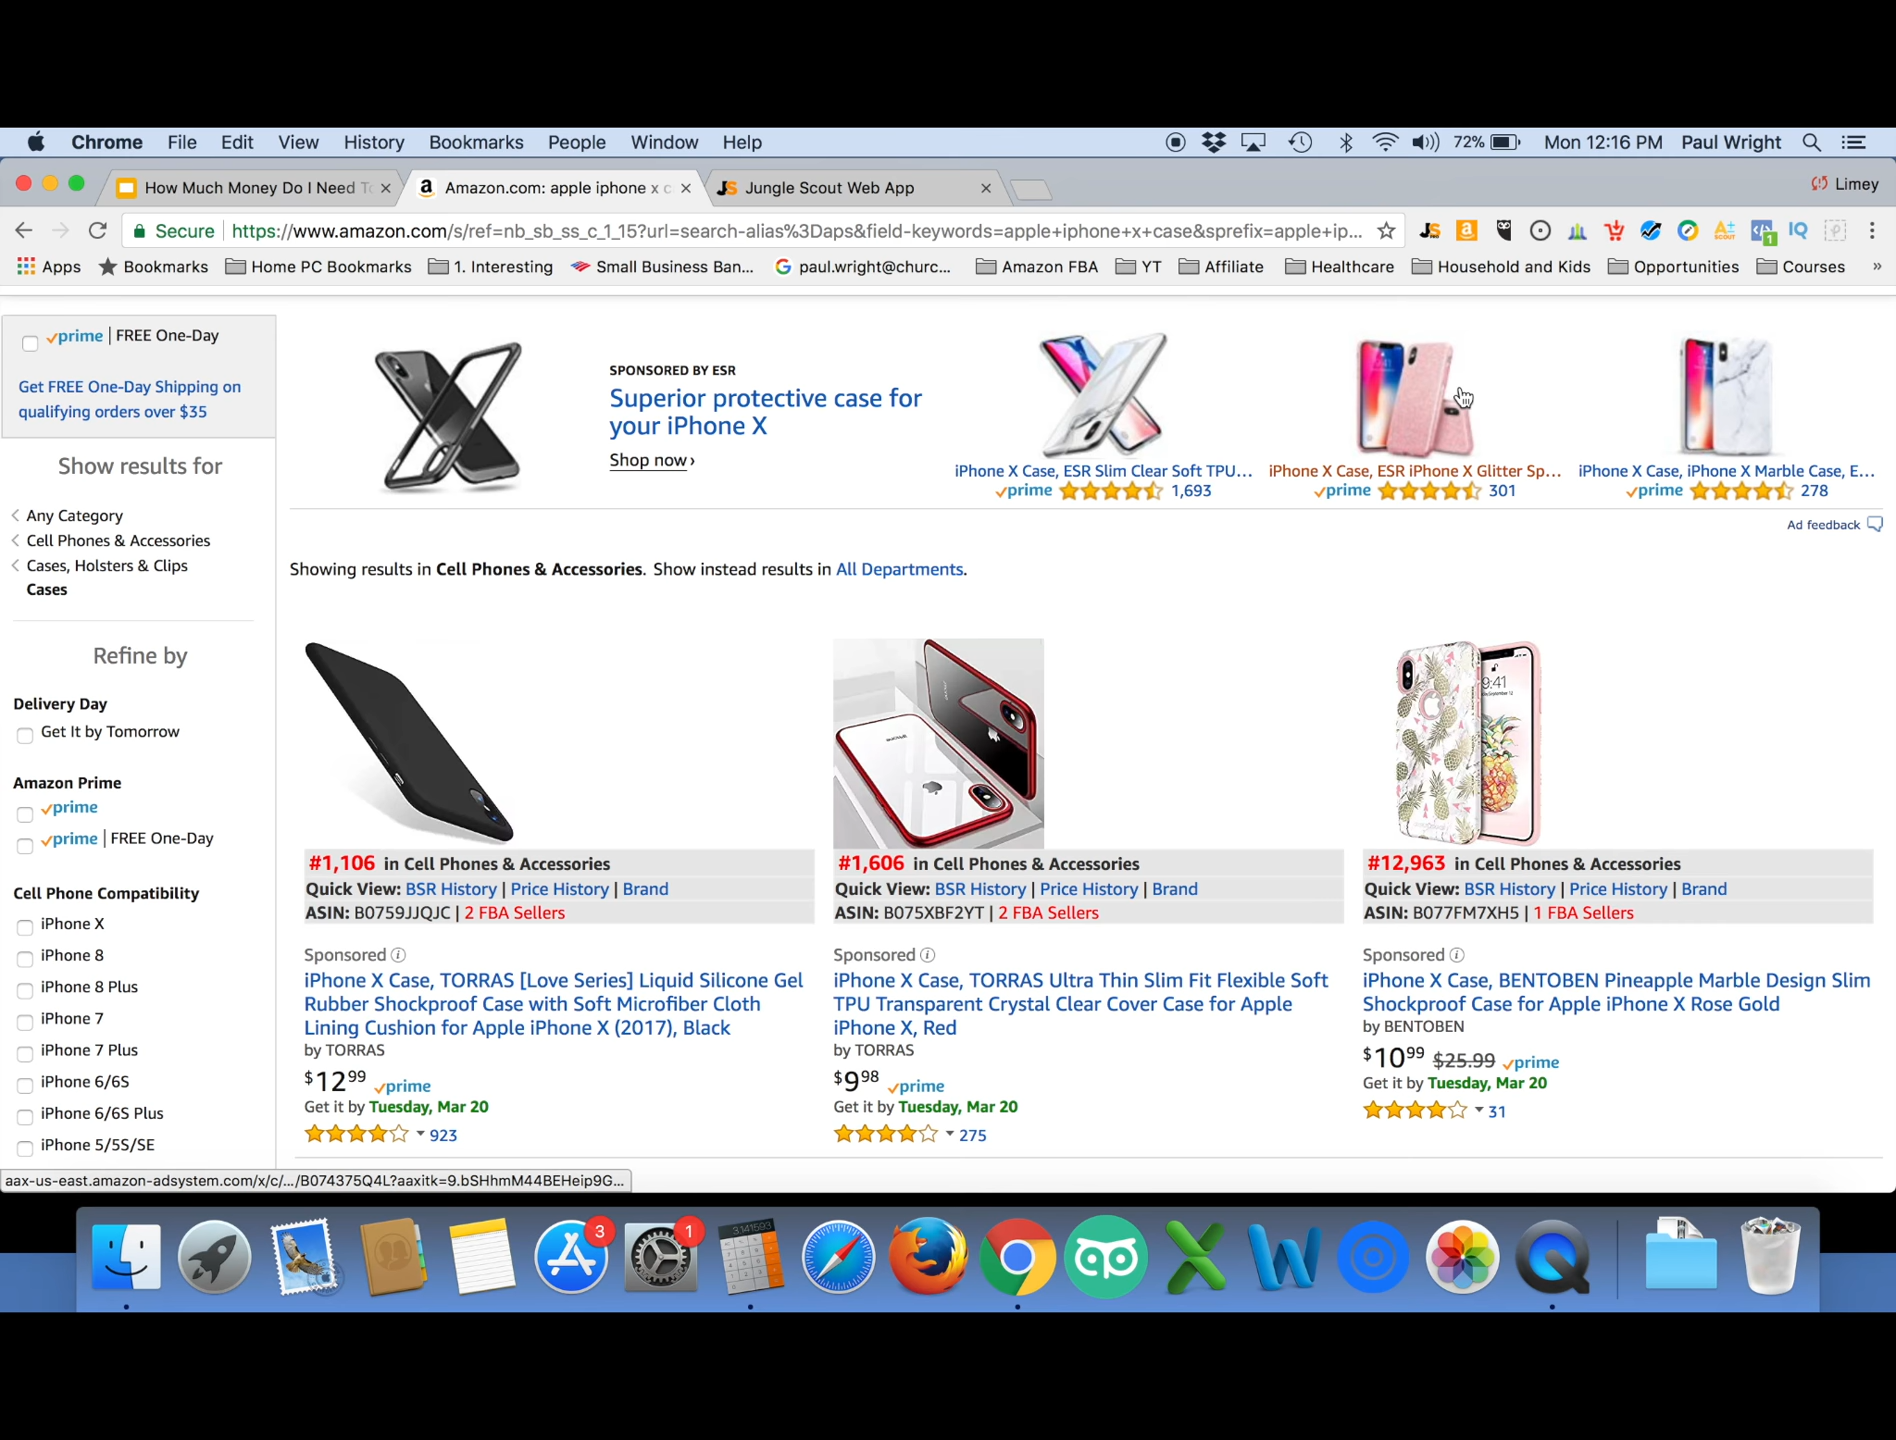 Chrome File Edit View History Bookmarks People Window Help 72% Mon 12:16 PM Paul Wright
How Much Money Do I Need T Amazon.com: apple iphone x c Jungle Scout Web App Limey
Secure https://www.amazon.com/s/ref=nb_sb_ss_c_1_15?url=search-alias%3Daps&field-keywords=apple+iphone+x+case&sprefix=apple+ip...
Apps Bookmarks Home PC Bookmarks 1. Interesting Small Business Ban... paul.wright@churc... Amazon FBA YT Affiliate Healthcare Household and Kids Opportunities Courses »
prime | FREE One-Day
Get FREE One-Day Shipping on
qualifying orders over $35
Show results for
Any Category
Cell Phones & Accessories
Cases, Holsters & Clips
Cases
Refine by
Delivery Day
Get It by Tomorrow
Amazon Prime
prime
prime | FREE One-Day
Cell Phone Compatibility
iPhone X
iPhone 8
iPhone 8 Plus
iPhone 7
iPhone 7 Plus
iPhone 6/6S
iPhone 6/6S Plus
iPhone 5/5S/SE
SPONSORED BY ESR
Superior protective case for
your iPhone X
Shop now ›
iPhone X Case, ESR Slim Clear Soft TPU...
prime 1,693
iPhone X Case, ESR iPhone X Glitter Sp...
prime 301
iPhone X Case, iPhone X Marble Case, E...
prime 278
Ad feedback
Showing results in Cell Phones & Accessories. Show instead results in All Departments.
#1,106 in Cell Phones & Accessories
Quick View: BSR History | Price History | Brand
ASIN: B0759JJQJC | 2 FBA Sellers
Sponsored
iPhone X Case, TORRAS [Love Series] Liquid Silicone Gel
Rubber Shockproof Case with Soft Microfiber Cloth
Lining Cushion for Apple iPhone X (2017), Black
by TORRAS
$12.99 prime
Get it by Tuesday, Mar 20
923
#1,606 in Cell Phones & Accessories
Quick View: BSR History | Price History | Brand
ASIN: B075XBF2YT | 2 FBA Sellers
Sponsored
iPhone X Case, TORRAS Ultra Thin Slim Fit Flexible Soft
TPU Transparent Crystal Clear Cover Case for Apple
iPhone X, Red
by TORRAS
$9.98 prime
Get it by Tuesday, Mar 20
275
9:41
#12,963 in Cell Phones & Accessories
Quick View: BSR History | Price History | Brand
ASIN: B077FM7XH5 | 1 FBA Sellers
Sponsored
iPhone X Case, BENTOBEN Pineapple Marble Design Slim
Shockproof Case for Apple iPhone X Rose Gold
by BENTOBEN
$10.99 $25.99 prime
Get it by Tuesday, Mar 20
31
aax-us-east.amazon-adsystem.com/x/c/.../B074375Q4L?aaxitk=9.bSHhmM44BEHeip9G...
3 1 3.141593